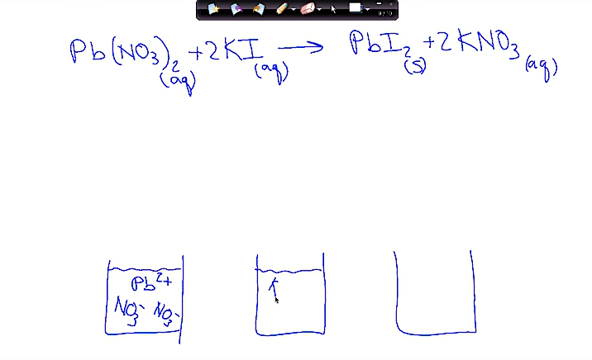 Pb(NO₃)₂ + 2KI → PbI₂ + 2KNO₃
(aq) (aq) (s) (aq)
Pb²⁺
NO₃⁻ NO₃⁻